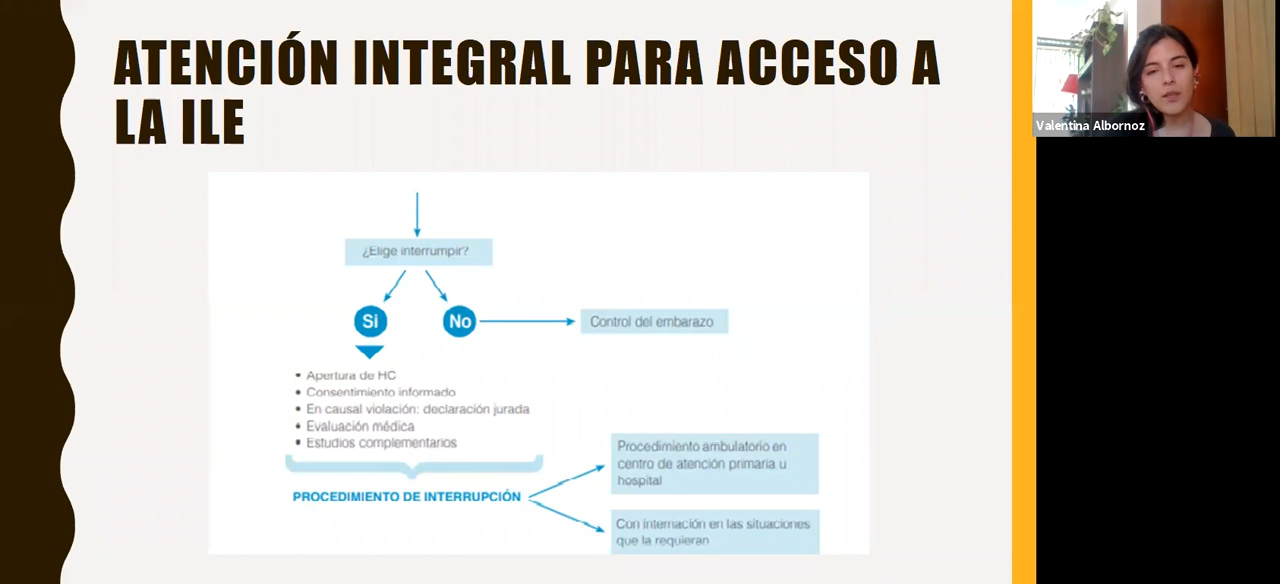 ATENCIÓN INTEGRAL PARA ACCESO A
LA ILE
Valentina Albornoz
¿Elige interrumpir?
Si
No
Control del embarazo
• Apertura de HC
• Consentimiento informado
• En causal violación: declaración jurada
• Evaluación médica
• Estudios complementarios
PROCEDIMIENTO DE INTERRUPCIÓN
Procedimiento ambulatorio en
centro de atención primaria u
hospital
Con internación en las situaciones
que la requieran